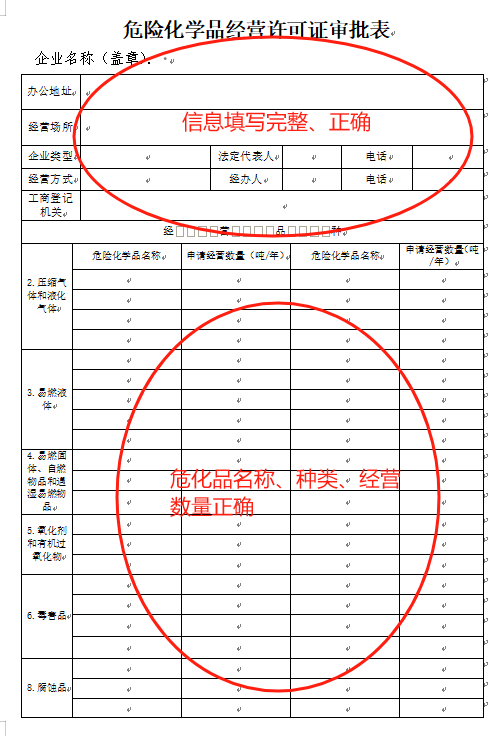 危险化学品经营许可证审批表
企业名称（盖章）：
办公地址
经营场所
信息填写完整、正确
企业类型 法定代表人 电话
经营方式 经办人 电话
工商登记
机关
经□□□□营□□□□品□□□□种
危险化学品名称 申请经营数量（吨/年） 危险化学品名称 申请经营数量（吨
/年）
2.压缩气
体和液化
气体
3.易燃液
体
4.易燃固
体、自燃
物品和遇
湿易燃物
品
危化品名称、种类、经营
数量正确
5.氧化剂
和有机过
氧化物
6.毒害品
8.腐蚀品